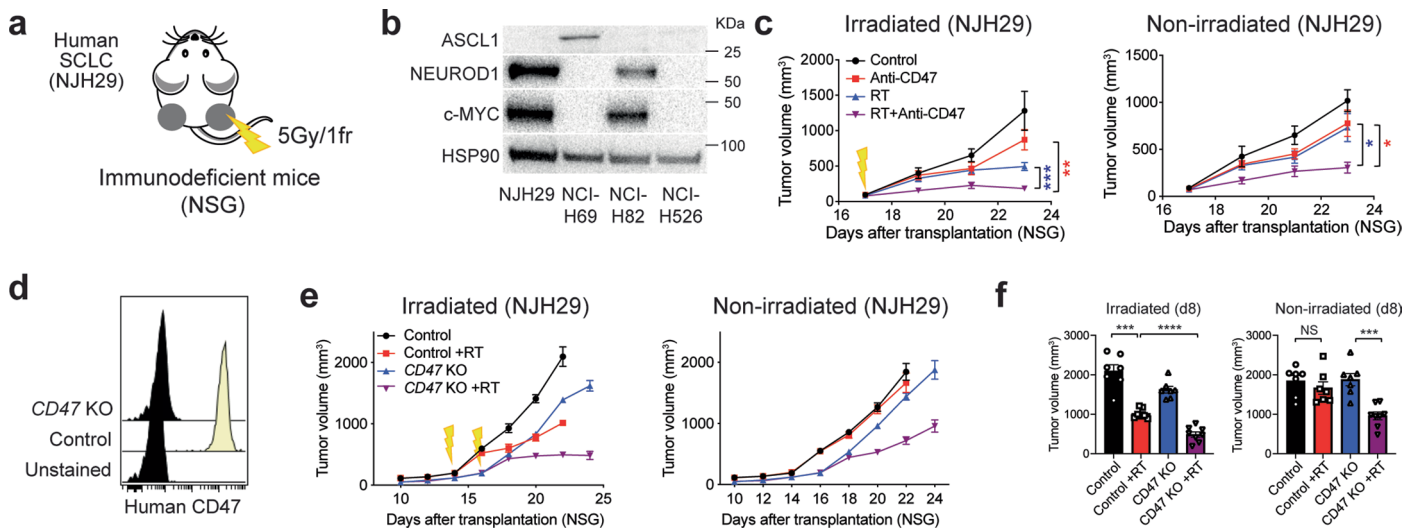 a
Human
SCLC
(NJH29)
5Gy/1fr
Immunodeficient mice
(NSG)
b
KDa
ASCL1
25
NEUROD1
50
c-MYC
50
HSP90
100
NJH29
NCI-
H69
NCI-
H82
NCI-
H526
c
Irradiated (NJH29)
Tumor volume (mm³)
2000
1500
1000
500
0
Control
Anti-CD47
RT
RT+Anti-CD47
***
**
16 18 20 22 24
Days after transplantation (NSG)
Non-irradiated (NJH29)
Tumor volume (mm³)
1500
1000
500
0
*
*
16 18 20 22 24
Days after transplantation (NSG)
d
CD47 KO
Control
Unstained
Human CD47
e
Irradiated (NJH29)
Tumor volume (mm³)
2000
1000
0
Control
Control +RT
CD47 KO
CD47 KO +RT
10 15 20 25
Days after transplantation (NSG)
Non-irradiated (NJH29)
Tumor volume (mm³)
2000
1000
0
10 12 14 16 18 20 22 24
Days after transplantation (NSG)
f
Irradiated (d8)
Tumor volume (mm³)
3000
2000
1000
0
*** ****
Control
Control +RT
CD47 KO
CD47 KO +RT
Non-irradiated (d8)
Tumor volume (mm³)
3000
2000
1000
0
NS ***
Control
Control +RT
CD47 KO
CD47 KO +RT